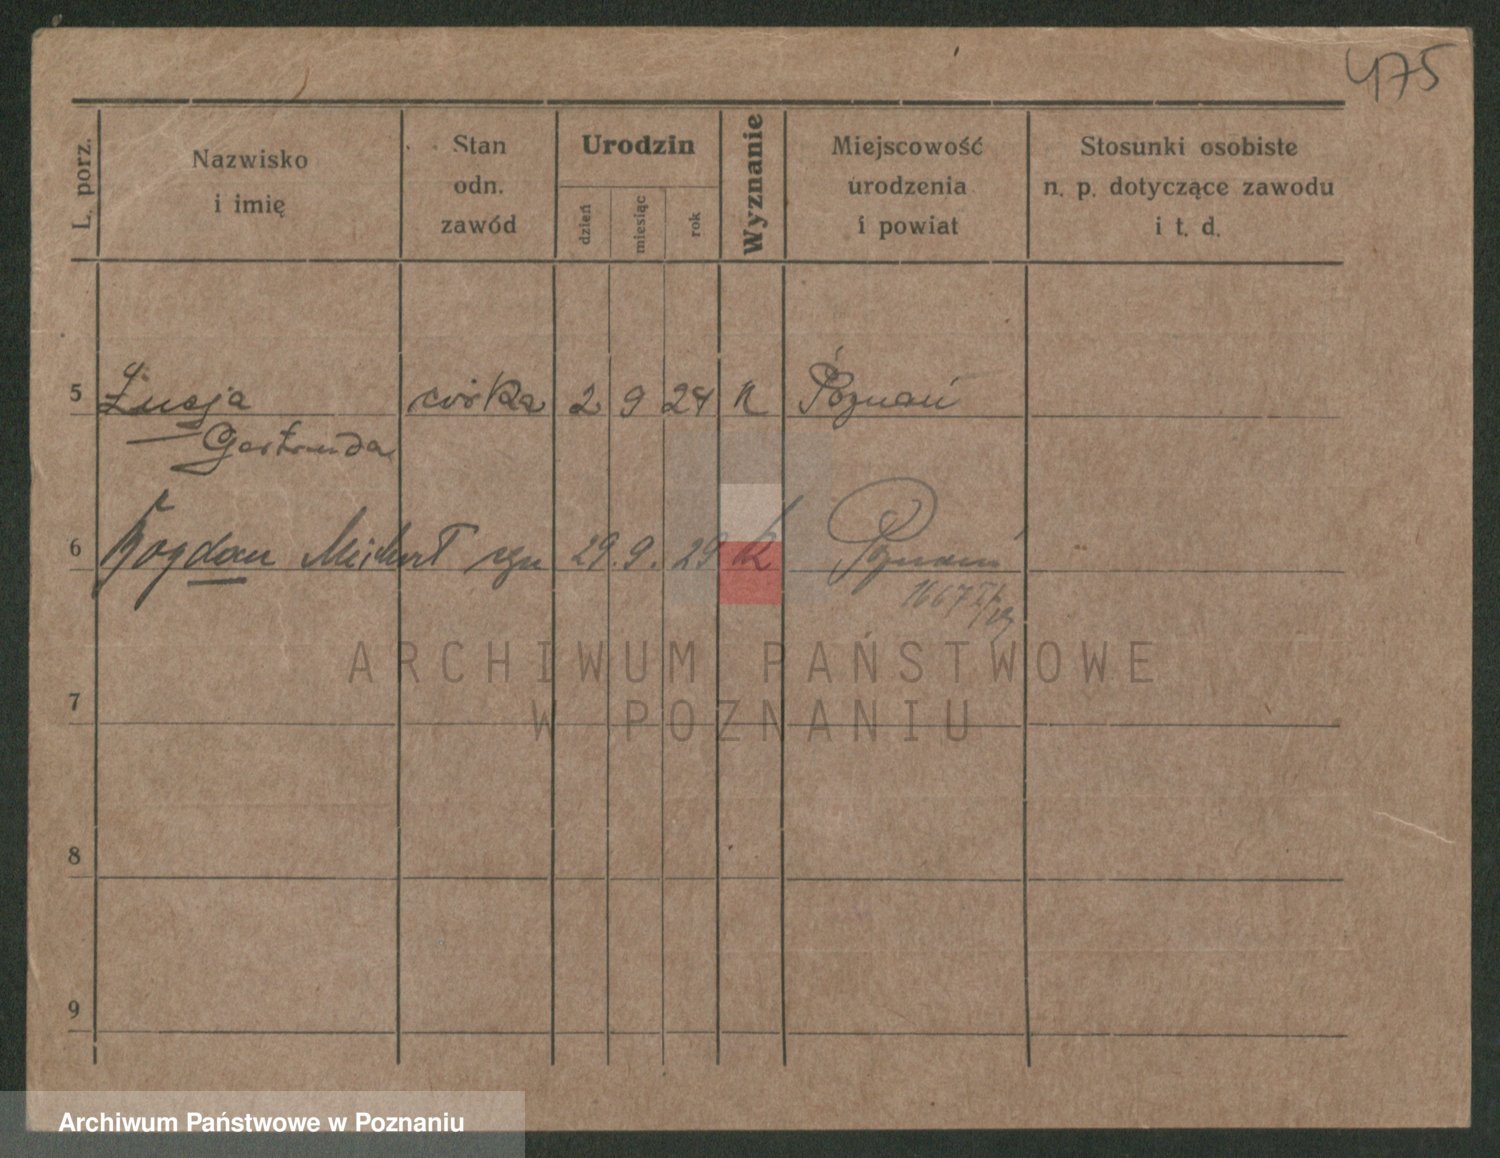 475
L. porz.
Nazwisko
i imię
Stan
odn.
zawód
Urodzin
dzień
miesiąc
rok
Wyznanie
Miejscowość
urodzenia
i powiat
Stosunki osobiste
n. p. dotyczące zawodu
i t. d.
5 Łucja córka 2 9 24 K Poznań
Gertruda
6 Bogdan syn 29. 9. 29 K Poznań
ARCHIWUM PAŃSTWOWE
W POZNANIU
7
8
9
Archiwum Państwowe w Poznaniu